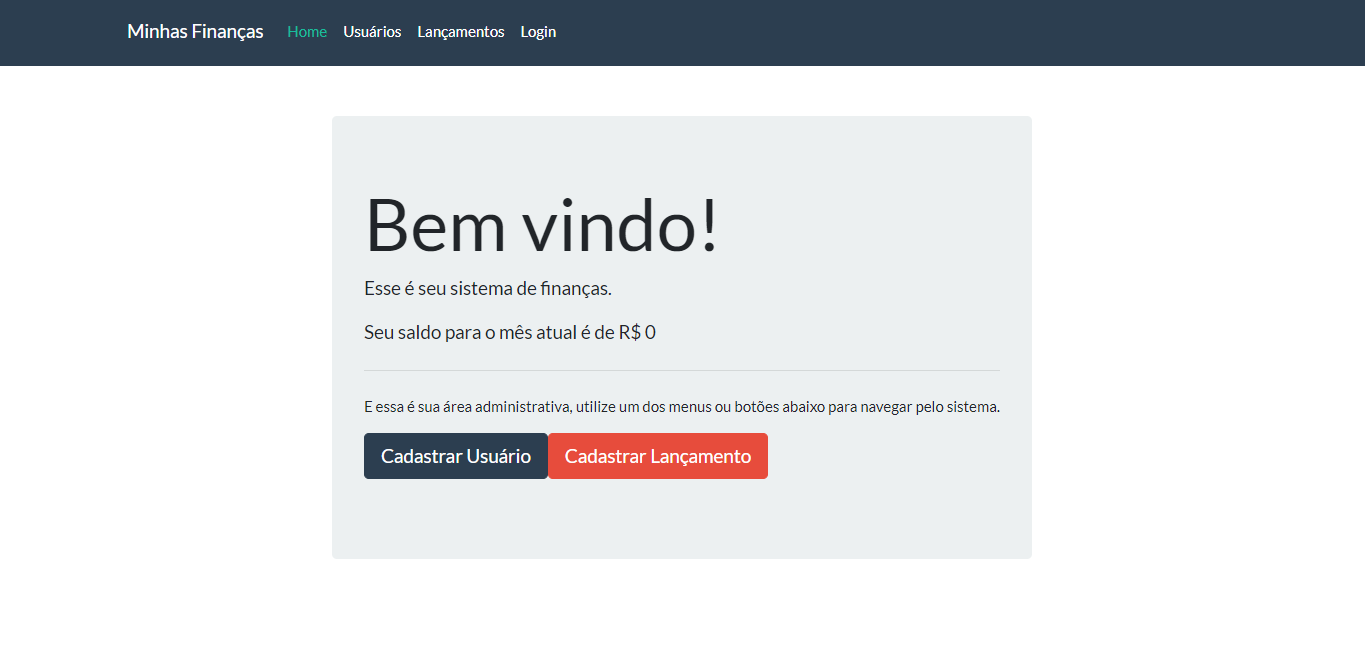 Minhas Finanças Home Usuários Lançamentos Login
Bem vindo!
Esse é seu sistema de finanças.
Seu saldo para o mês atual é de R$ 0
E essa é sua área administrativa, utilize um dos menus ou botões abaixo para navegar pelo sistema.
Cadastrar Usuário Cadastrar Lançamento